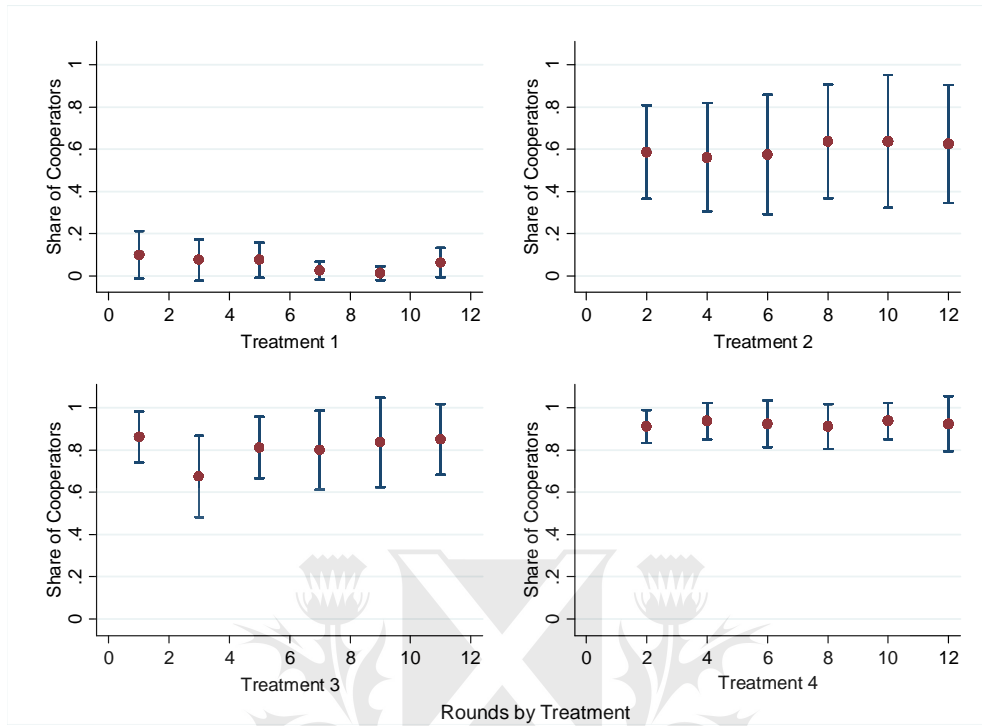 Share of Cooperators
1
.8
.6
.4
.2
0
0 2 4 6 8 10 12
Treatment 1
Share of Cooperators
1
.8
.6
.4
.2
0
0 2 4 6 8 10 12
Treatment 2
Share of Cooperators
1
.8
.6
.4
.2
0
0 2 4 6 8 10 12
Treatment 3
Share of Cooperators
1
.8
.6
.4
.2
0
0 2 4 6 8 10 12
Treatment 4
Rounds by Treatment